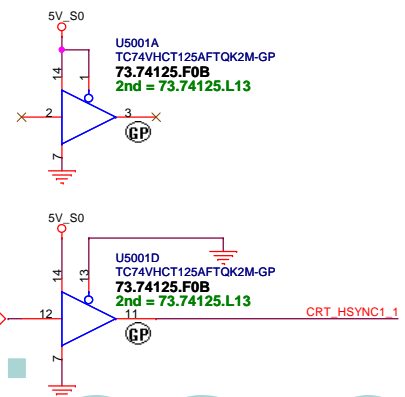 5V_S0
U5001A
TC74VHCT125AFTQK2M-GP
73.74125.F0B
2nd = 73.74125.L13
14
1
2
3
GP
7
5V_S0
U5001D
TC74VHCT125AFTQK2M-GP
73.74125.F0B
2nd = 73.74125.L13
14
13
12
11
CRT_HSYNC1_1
GP
7